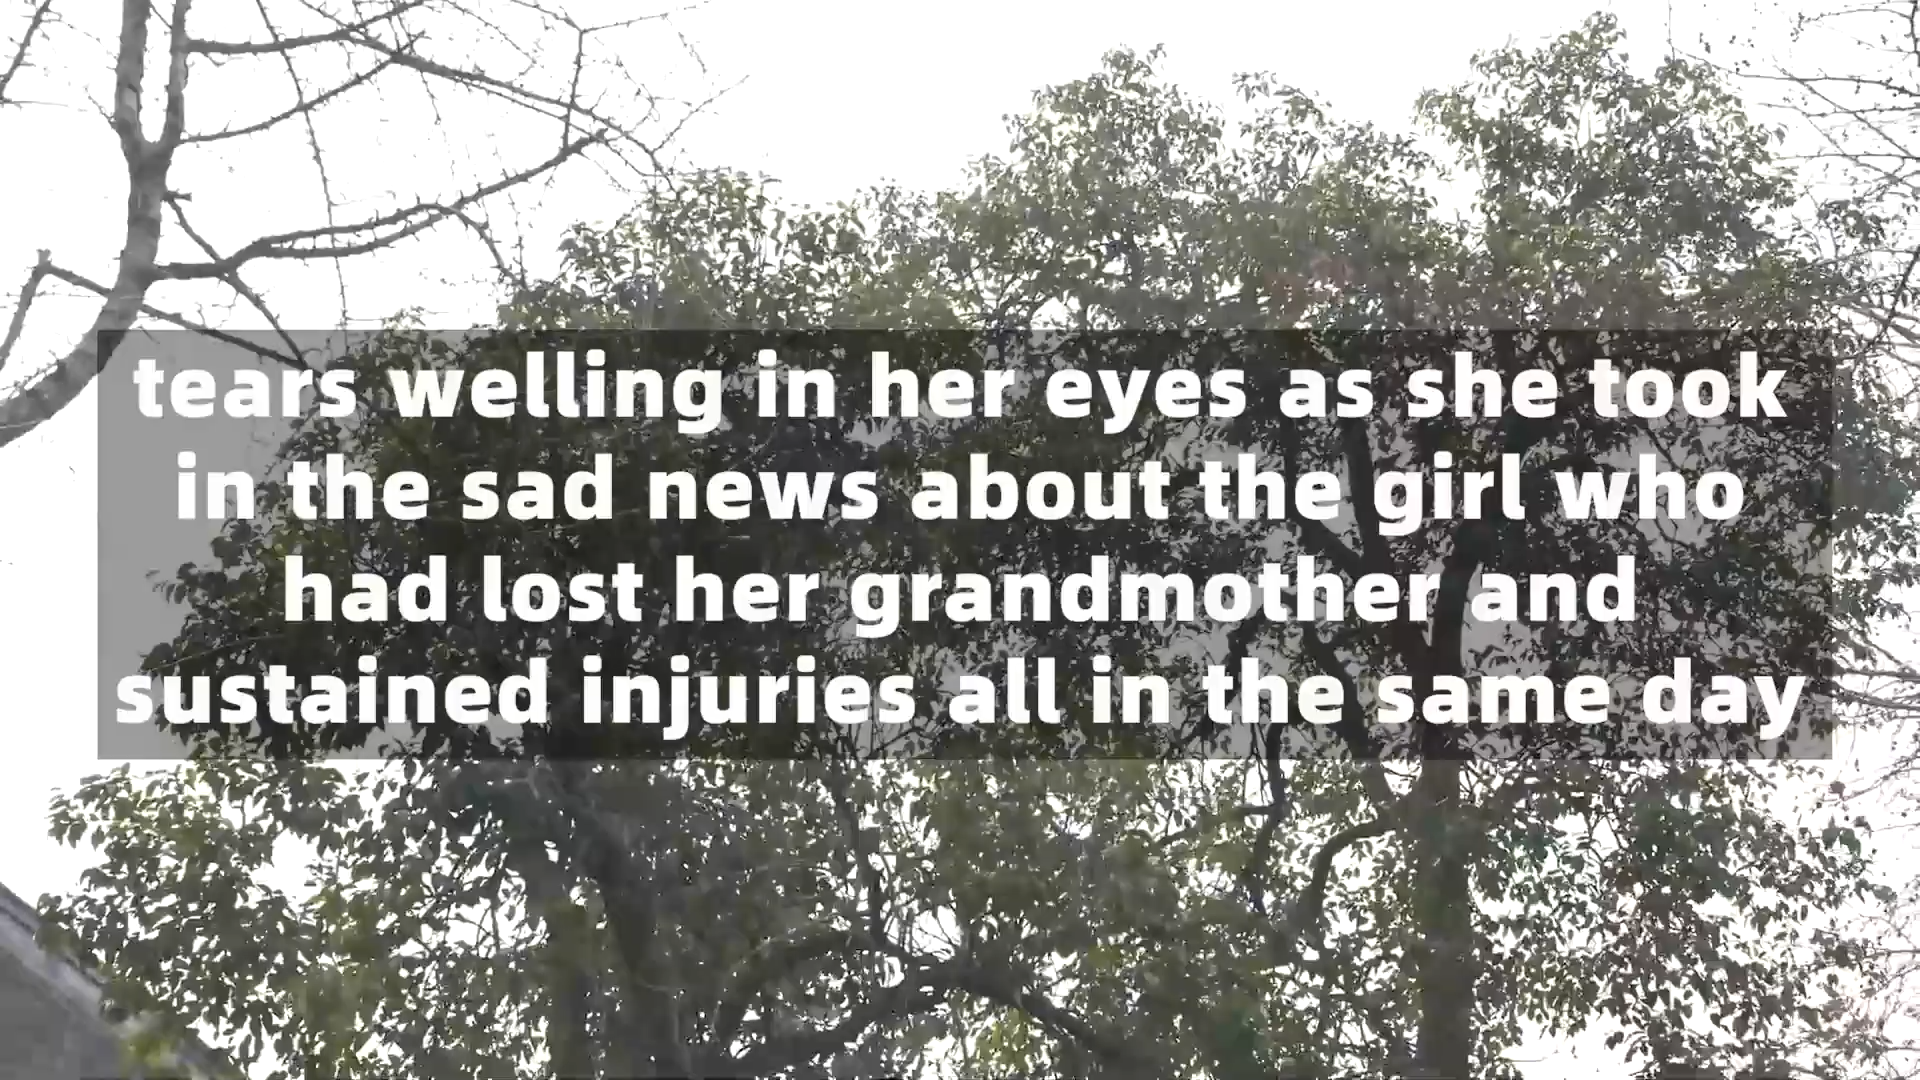 tears welling in her eyes as she took
in the sad news about the girl who
had lost her grandmother and
sustained injuries all in the same day